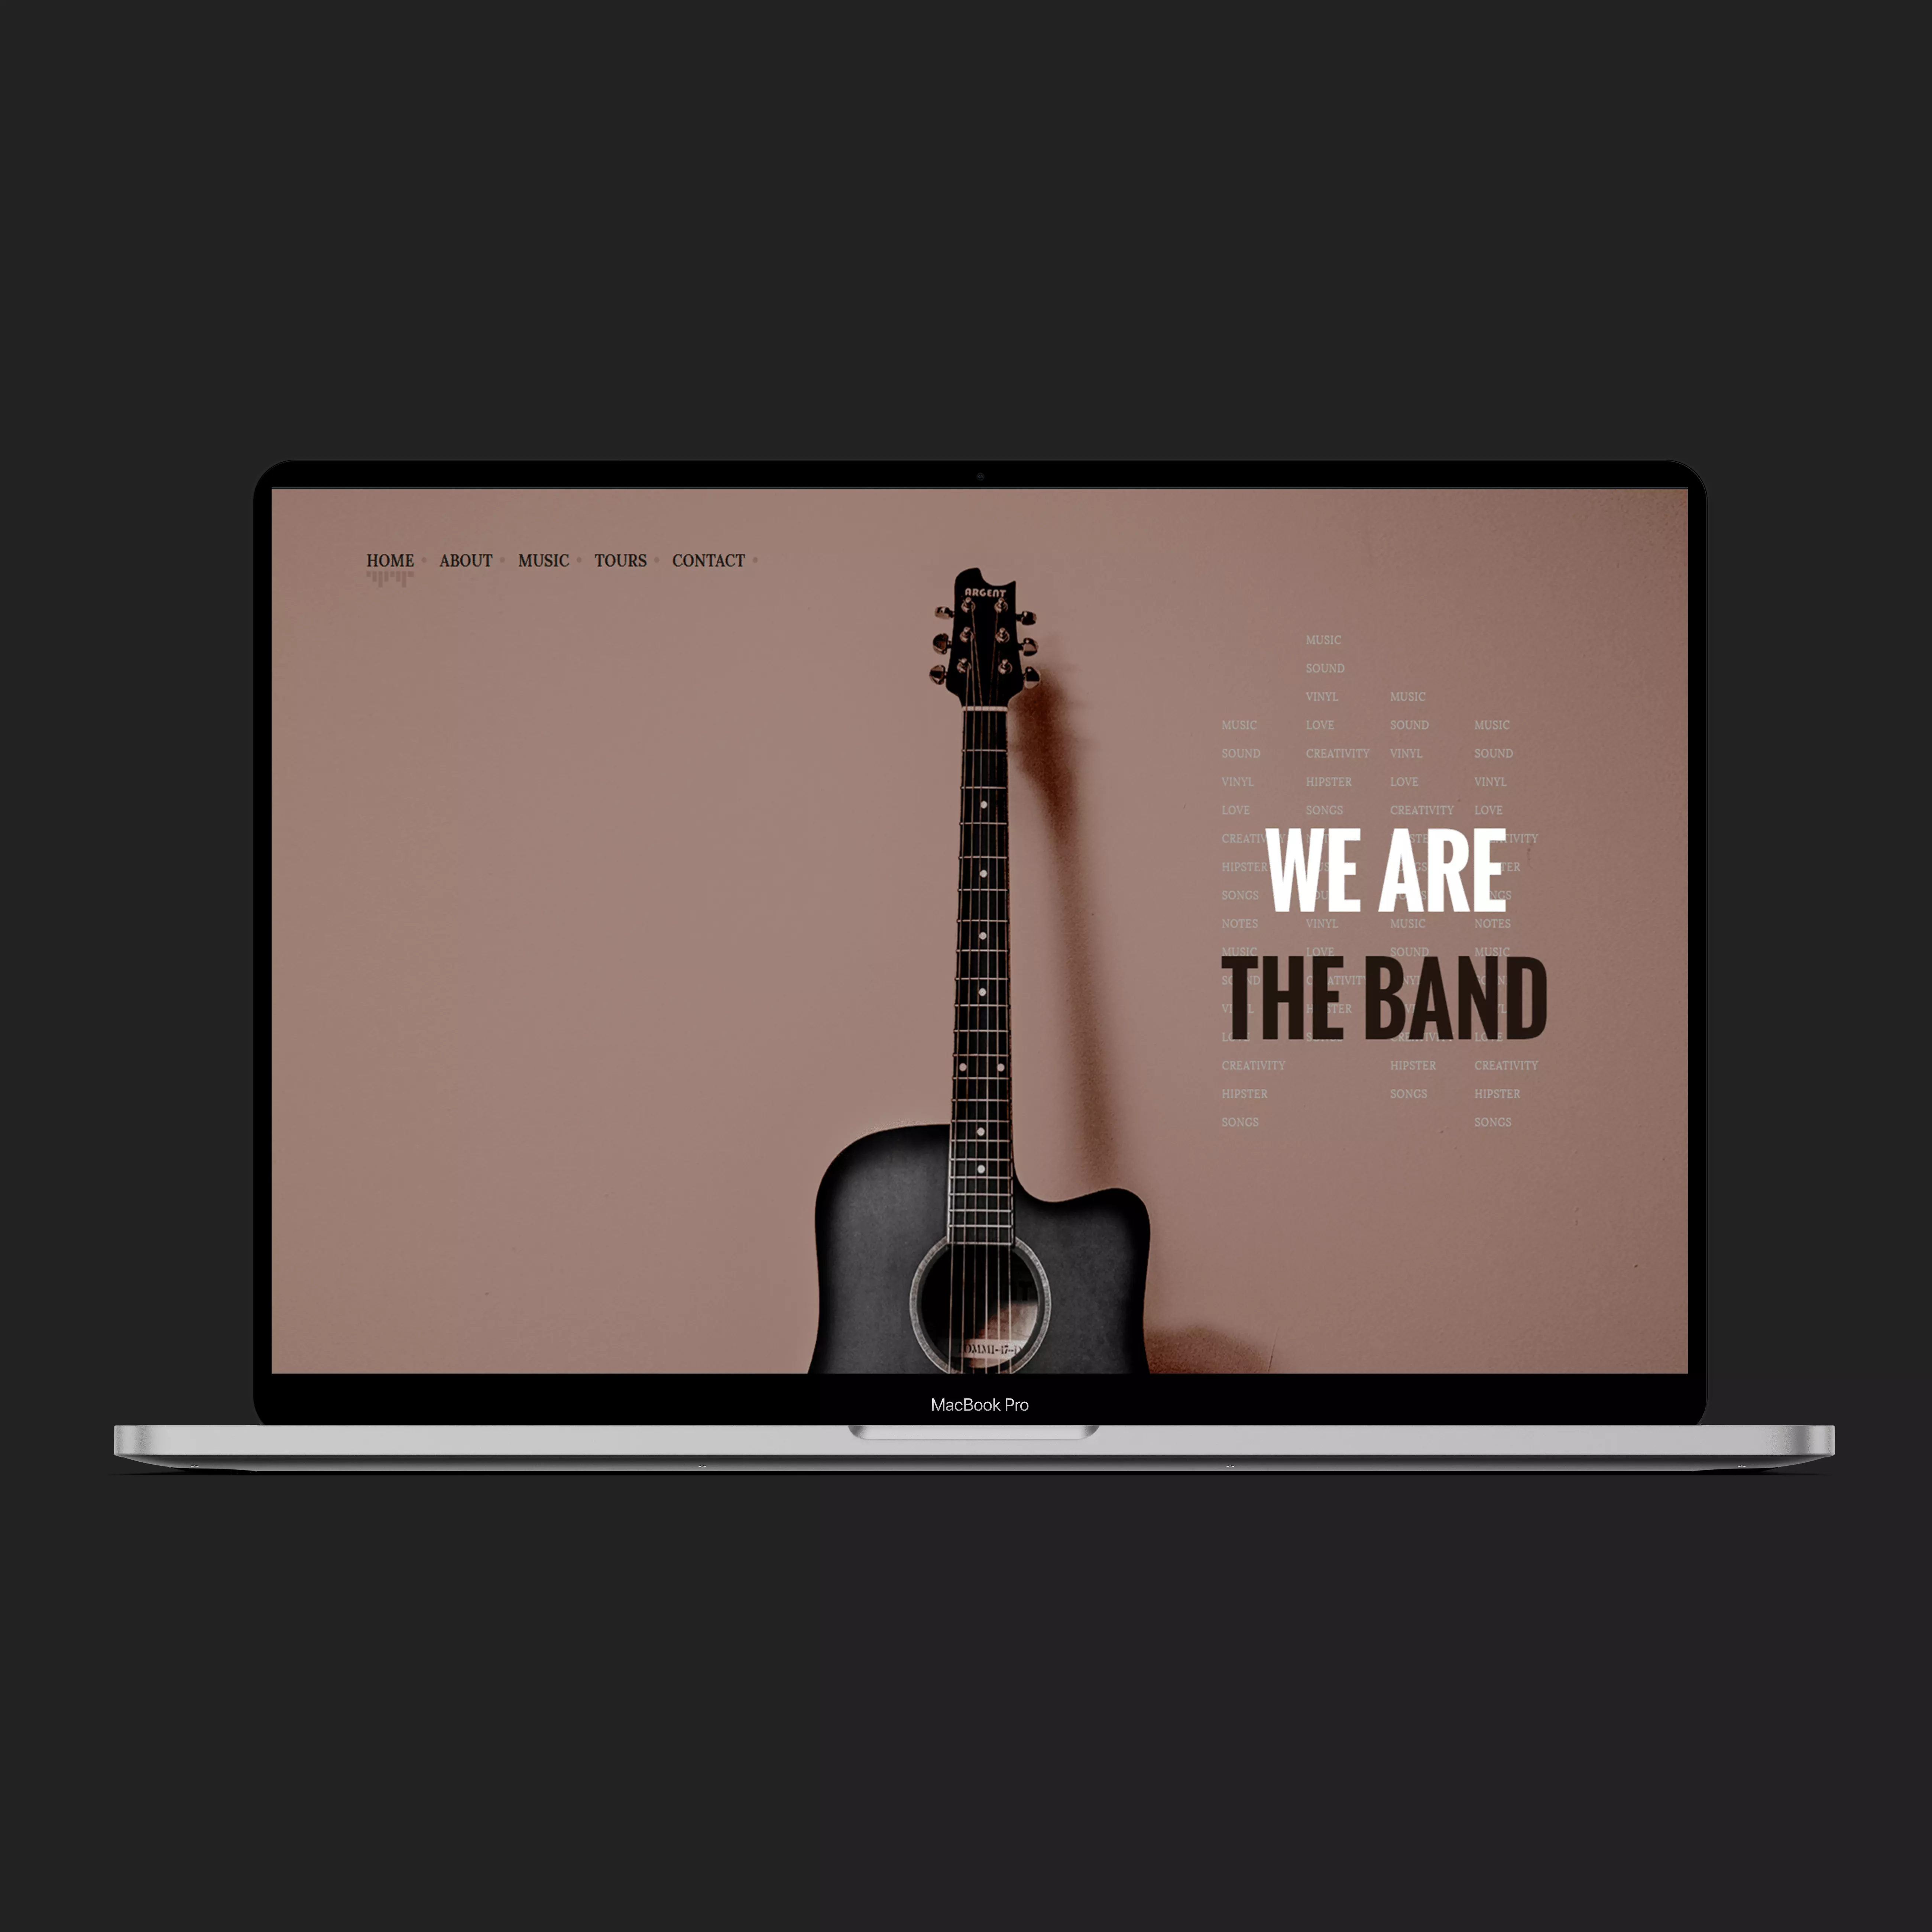 HOME ABOUT MUSIC TOURS CONTACT
ARGENT
MUSIC
SOUND
VINYL MUSIC
MUSIC LOVE SOUND MUSIC
SOUND CREATIVITY VINYL SOUND
VINYL HIPSTER LOVE VINYL
LOVE SONGS CREATIVITY LOVE
HIPSTER
SONGS
WE ARE
NOTES VINYL MUSIC NOTES
MUSIC LOVE SOUND MUSIC
THE BAND
CREATIVITY HIPSTER CREATIVITY
HIPSTER SONGS HIPSTER
SONGS SONGS
MacBook Pro